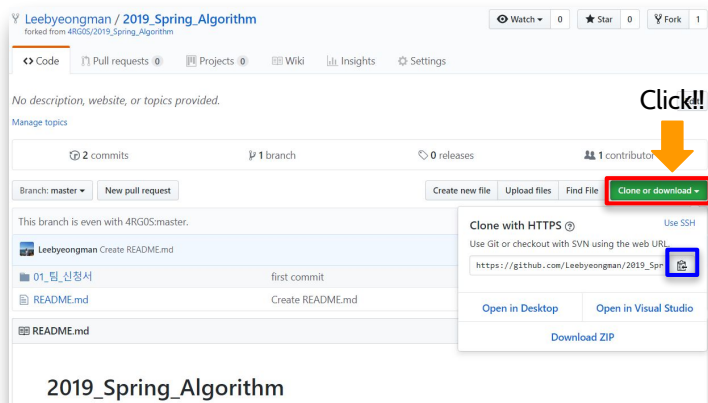 Leebyeongman / 2019_Spring_Algorithm
Watch 0 Star 0 Fork 1
forked from 4RG0S/2019_Spring_Algorithm
Code Pull requests 0 Projects 0 Wiki Insights Settings
Click!!
No description, website, or topics provided.
Manage topics
2 commits 1 branch 0 releases 1 contributor
Branch: master New pull request Create new file Upload files Find File Clone or download
This branch is even with 4RG0S:master.
Clone with HTTPS Use SSH
Use Git or checkout with SVN using the web URL.
Leebyeongman Create README.md
https://github.com/Leebyeongman/2019_Spr
01_팀_신청서 first commit
README.md Create README.md
Open in Desktop Open in Visual Studio
Download ZIP
README.md
2019_Spring_Algorithm